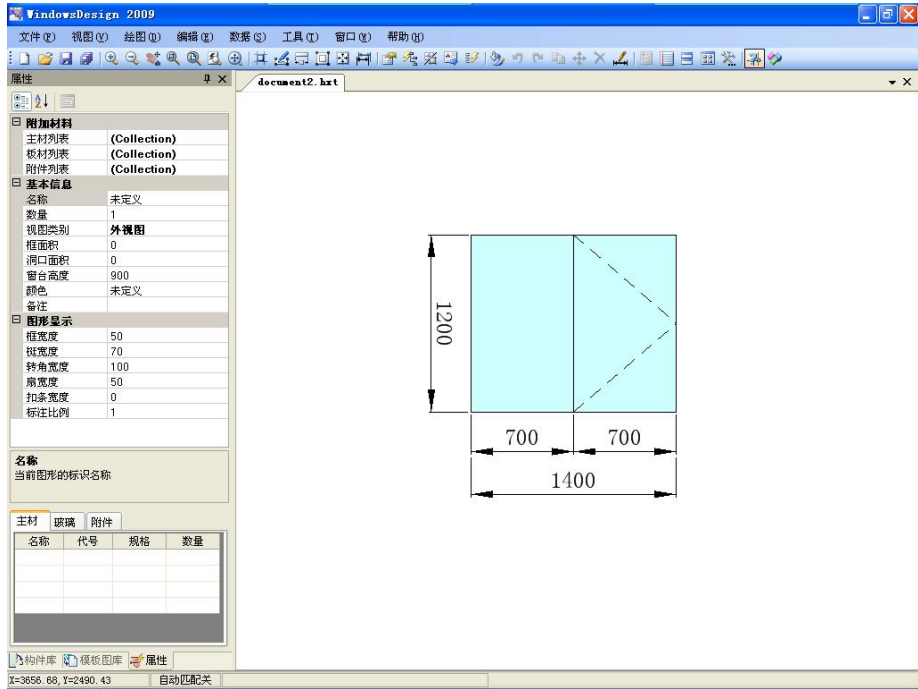 WindowsDesign 2009
文件(F) 视图(V) 绘图(D) 编辑(E) 数据(S) 工具(T) 窗口(W) 帮助(H)
属性
document2.hxt
附加材料
主材列表 (Collection)
板材列表 (Collection)
附件列表 (Collection)
基本信息
名称 未定义
数量 1
视图类别 外视图
框面积 0
洞口面积 0
窗台高度 900
颜色 未定义
备注
图形显示
框宽度 50
梃宽度 70
转角宽度 100
扇宽度 50
扣条宽度 0
标注比例 1
名称
当前图形的标识名称
主材 玻璃 附件
名称 代号 规格 数量
构件库 模板图库 属性
X=3656.68,Y=2490.43 自动匹配关
1200
700 700
1400